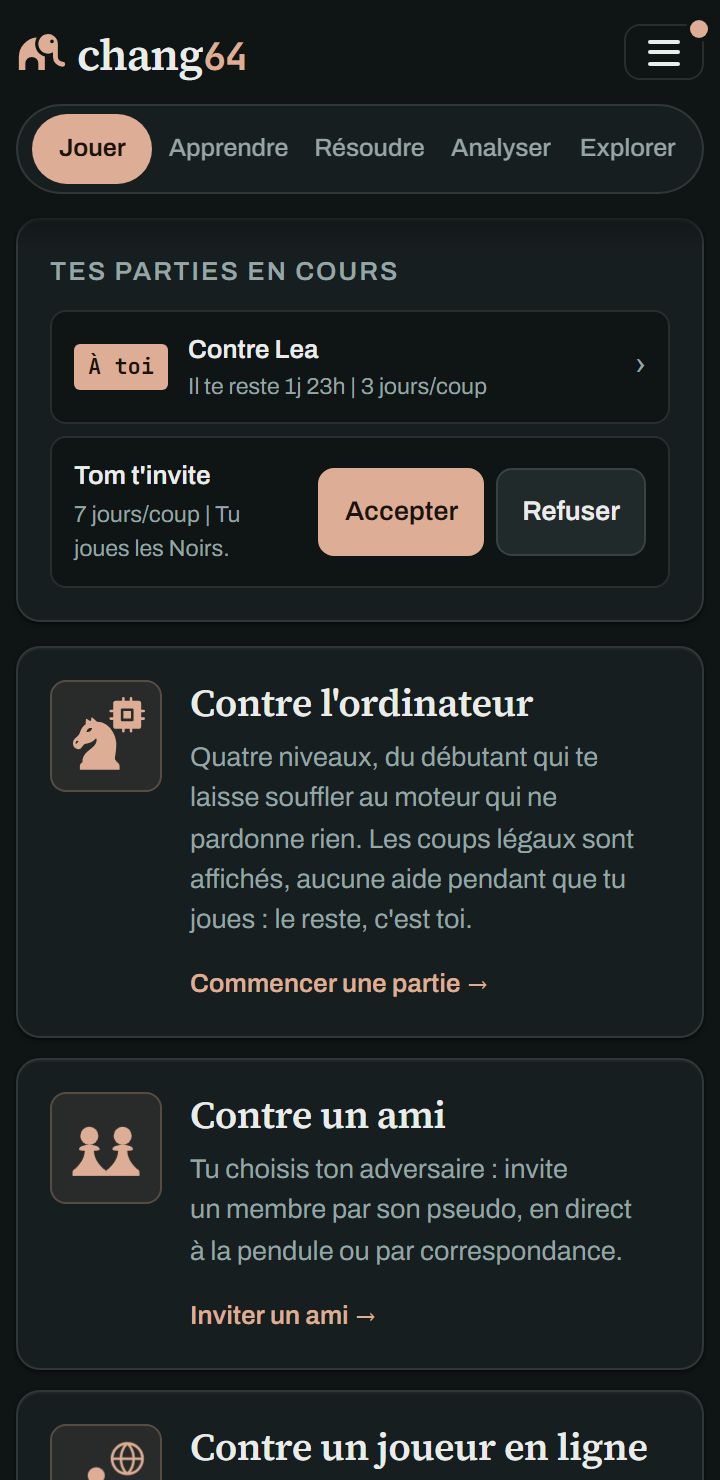 chang64
Jouer Apprendre Résoudre Analyser Explorer
TES PARTIES EN COURS
À toi
Contre Lea
Il te reste 1j 23h | 3 jours/coup
›
Tom t'invite
7 jours/coup | Tu
joues les Noirs.
Accepter
Refuser
Contre l'ordinateur
Quatre niveaux, du débutant qui te
laisse souffler au moteur qui ne
pardonne rien. Les coups légaux sont
affichés, aucune aide pendant que tu
joues : le reste, c'est toi.
Commencer une partie →
Contre un ami
Tu choisis ton adversaire : invite
un membre par son pseudo, en direct
à la pendule ou par correspondance.
Inviter un ami →
Contre un joueur en ligne